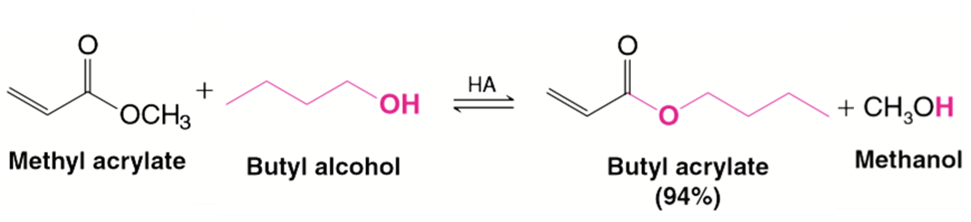 O
OCH3
+
OH
HA
O
O
+ CH3OH
Methyl acrylate
Butyl alcohol
Butyl acrylate
(94%)
Methanol